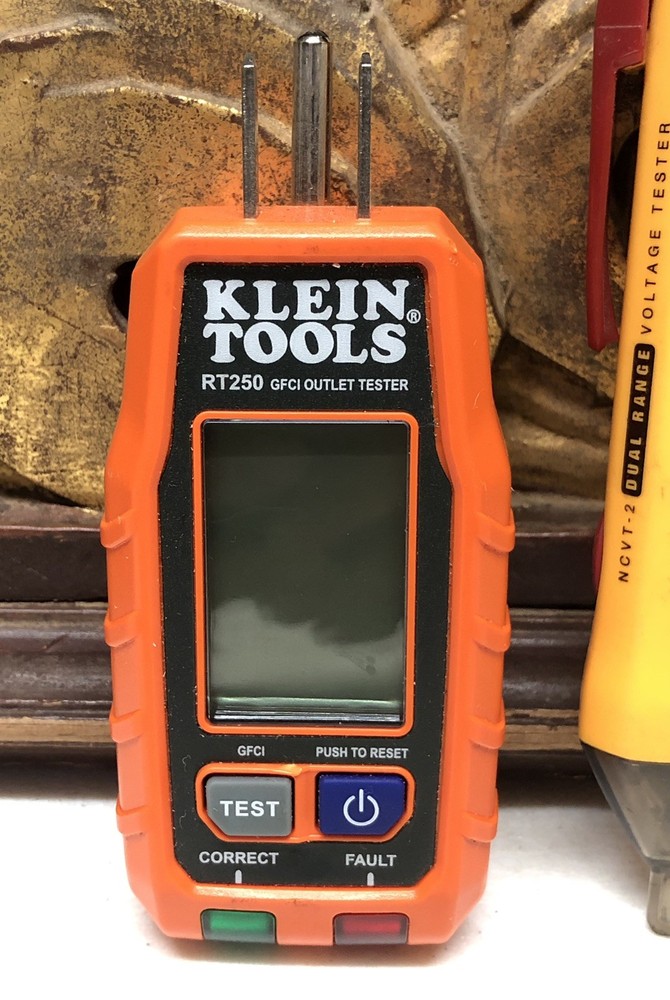 KLEIN
TOOLS®
RT250 GFCI OUTLET TESTER
GFCI
PUSH TO RESET
TEST
CORRECT
FAULT
NCVT-2 DUAL RANGE VOLTAGE TESTER